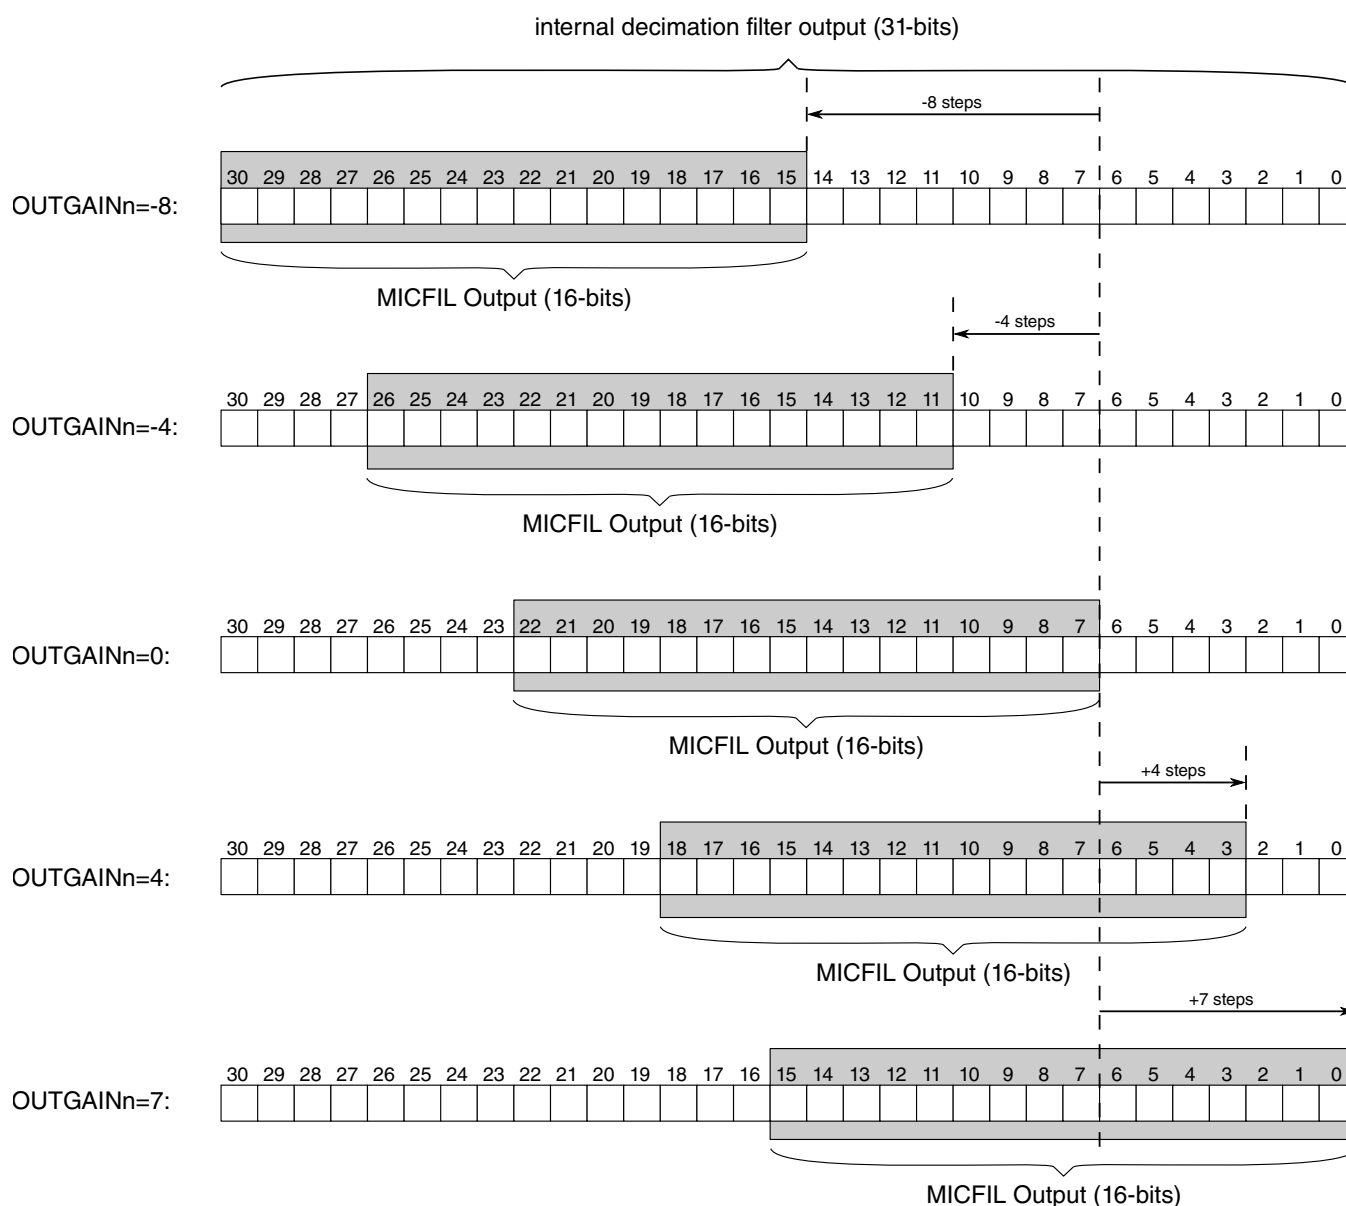 internal decimation filter output (31-bits)
-8 steps
30 29 28 27 26 25 24 23 22 21 20 19 18 17 16 15 14 13 12 11 10 9 8 7 6 5 4 3 2 1 0
OUTGAINn=-8:
MICFIL Output (16-bits)
-4 steps
30 29 28 27 26 25 24 23 22 21 20 19 18 17 16 15 14 13 12 11 10 9 8 7 6 5 4 3 2 1 0
OUTGAINn=-4:
MICFIL Output (16-bits)
30 29 28 27 26 25 24 23 22 21 20 19 18 17 16 15 14 13 12 11 10 9 8 7 6 5 4 3 2 1 0
OUTGAINn=0:
MICFIL Output (16-bits)
+4 steps
30 29 28 27 26 25 24 23 22 21 20 19 18 17 16 15 14 13 12 11 10 9 8 7 6 5 4 3 2 1 0
OUTGAINn=4:
MICFIL Output (16-bits)
+7 steps
30 29 28 27 26 25 24 23 22 21 20 19 18 17 16 15 14 13 12 11 10 9 8 7 6 5 4 3 2 1 0
OUTGAINn=7:
MICFIL Output (16-bits)